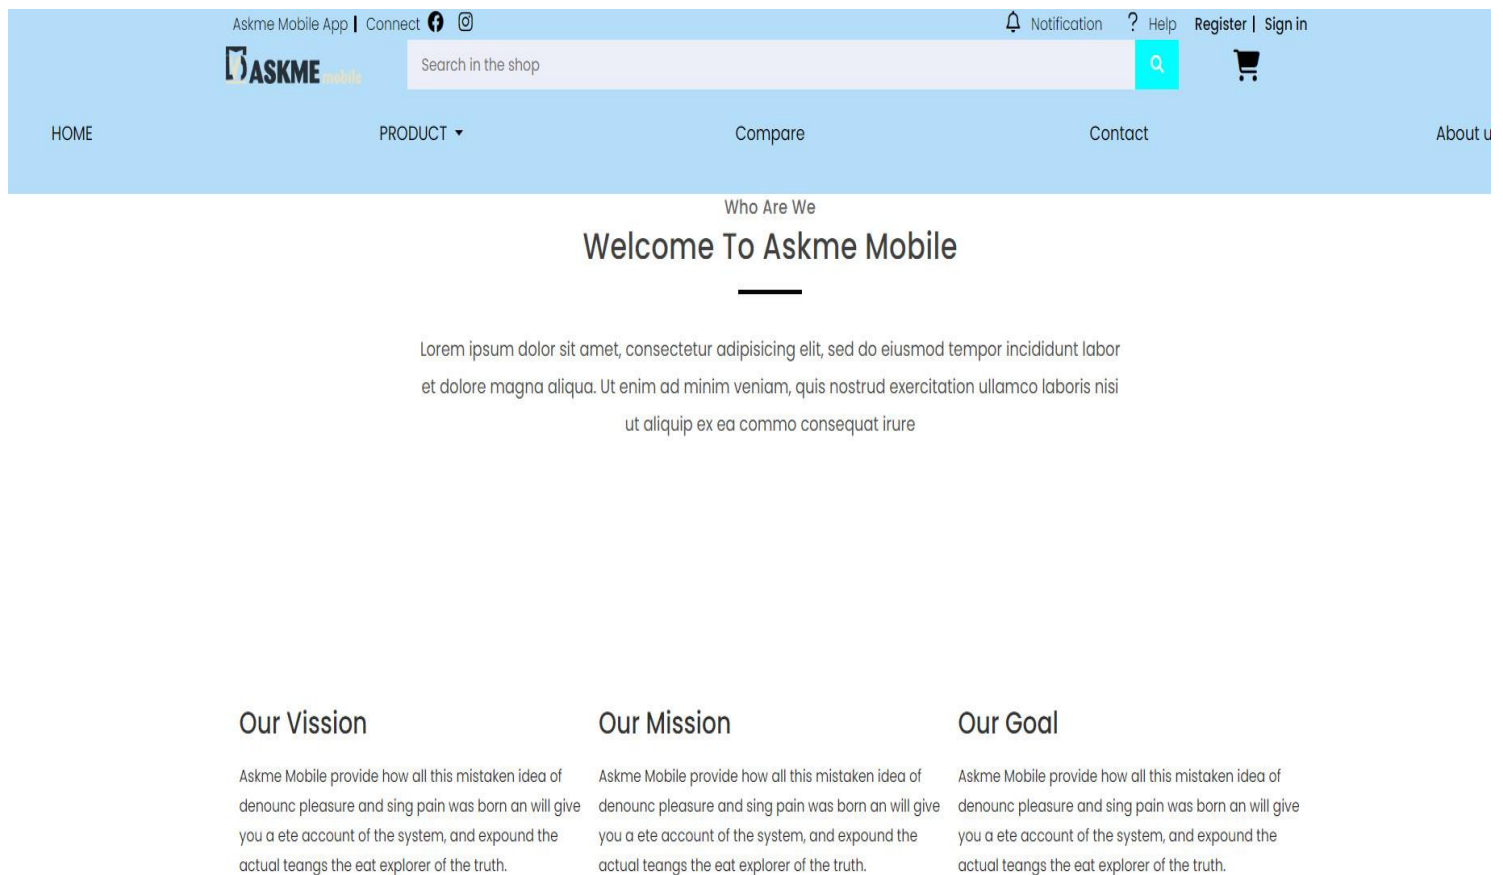 Askme Mobile App | Connect Notification ? Help Register | Sign in
ASKME mobile Search in the shop
HOME PRODUCT Compare Contact About u
Who Are We
Welcome To Askme Mobile
Lorem ipsum dolor sit amet, consectetur adipisicing elit, sed do eiusmod tempor incididunt labor
et dolore magna aliqua. Ut enim ad minim veniam, quis nostrud exercitation ullamco laboris nisi
ut aliquip ex ea commo consequat irure
Our Vission
Askme Mobile provide how all this mistaken idea of
denounc pleasure and sing pain was born an will give
you a ete account of the system, and expound the
actual teangs the eat explorer of the truth.
Our Mission
Askme Mobile provide how all this mistaken idea of
denounc pleasure and sing pain was born an will give
you a ete account of the system, and expound the
actual teangs the eat explorer of the truth.
Our Goal
Askme Mobile provide how all this mistaken idea of
denounc pleasure and sing pain was born an will give
you a ete account of the system, and expound the
actual teangs the eat explorer of the truth.